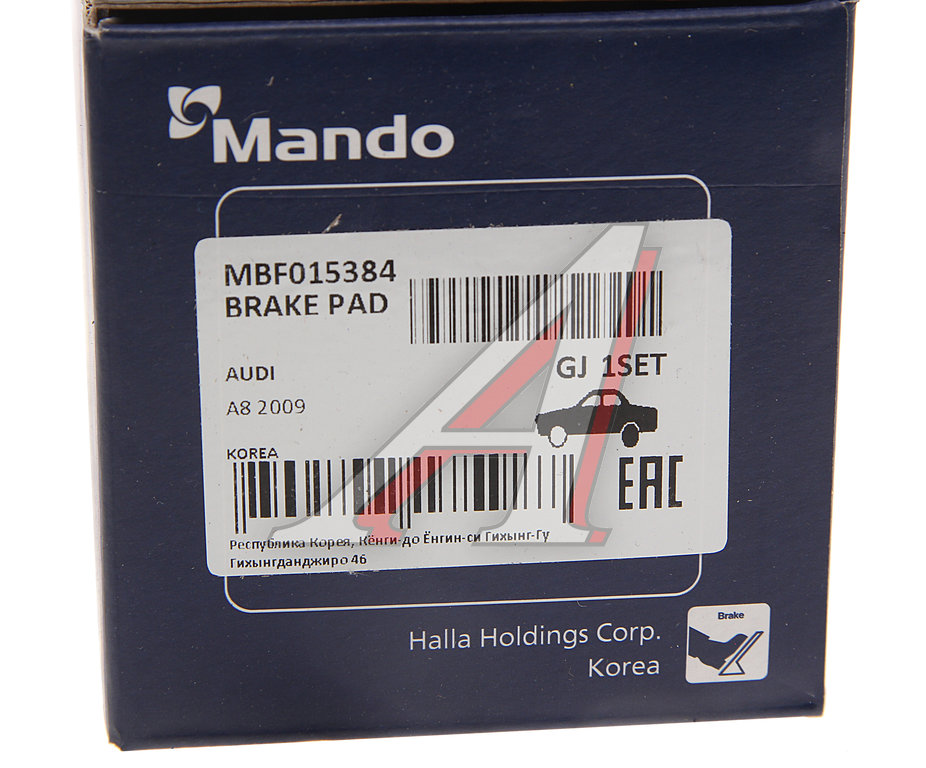 Mando
MBF015384
BRAKE PAD
AUDI
GJ 1SET
A8 2009
KOREA
EAC
Республика Корея, Кёнги-до Ёнгин-си Гихынг-Гу
Гихынгданджиро 46
Halla Holdings Corp.
Korea
Brake